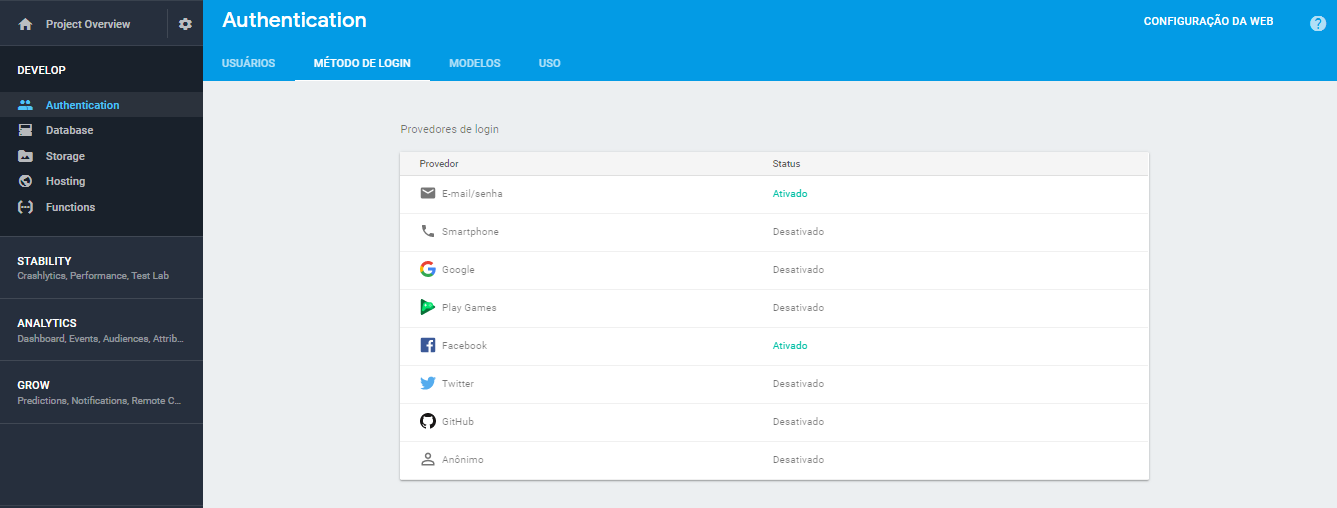 Project Overview
Authentication
CONFIGURAÇÃO DA WEB
?
USUÁRIOS
MÉTODO DE LOGIN
MODELOS
USO
DEVELOP
Authentication
Database
Storage
Hosting
Functions
STABILITY
Crashlytics, Performance, Test Lab
ANALYTICS
Dashboard, Events, Audiences, Attrib...
GROW
Predictions, Notifications, Remote C...
Provedores de login
Provedor Status
E-mail/senha Ativado
Smartphone Desativado
Google Desativado
Play Games Desativado
Facebook Ativado
Twitter Desativado
GitHub Desativado
Anônimo Desativado